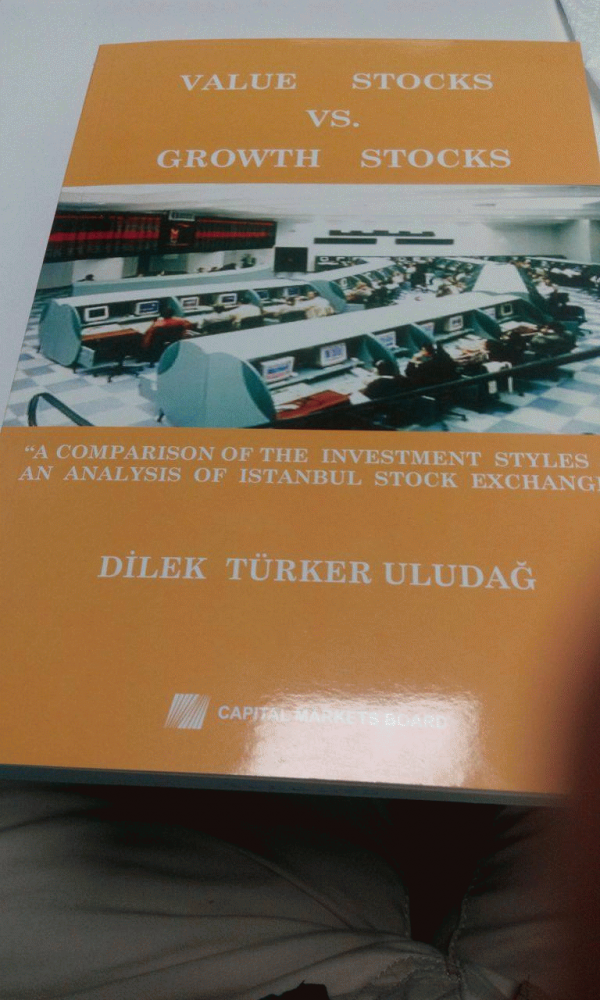 VALUE STOCKS
VS.
GROWTH STOCKS
“A COMPARISON OF THE INVESTMENT STYLES
AN ANALYSIS OF ISTANBUL STOCK EXCHANGE
DİLEK TÜRKER ULUDAĞ
CAPITAL MARKETS BOARD